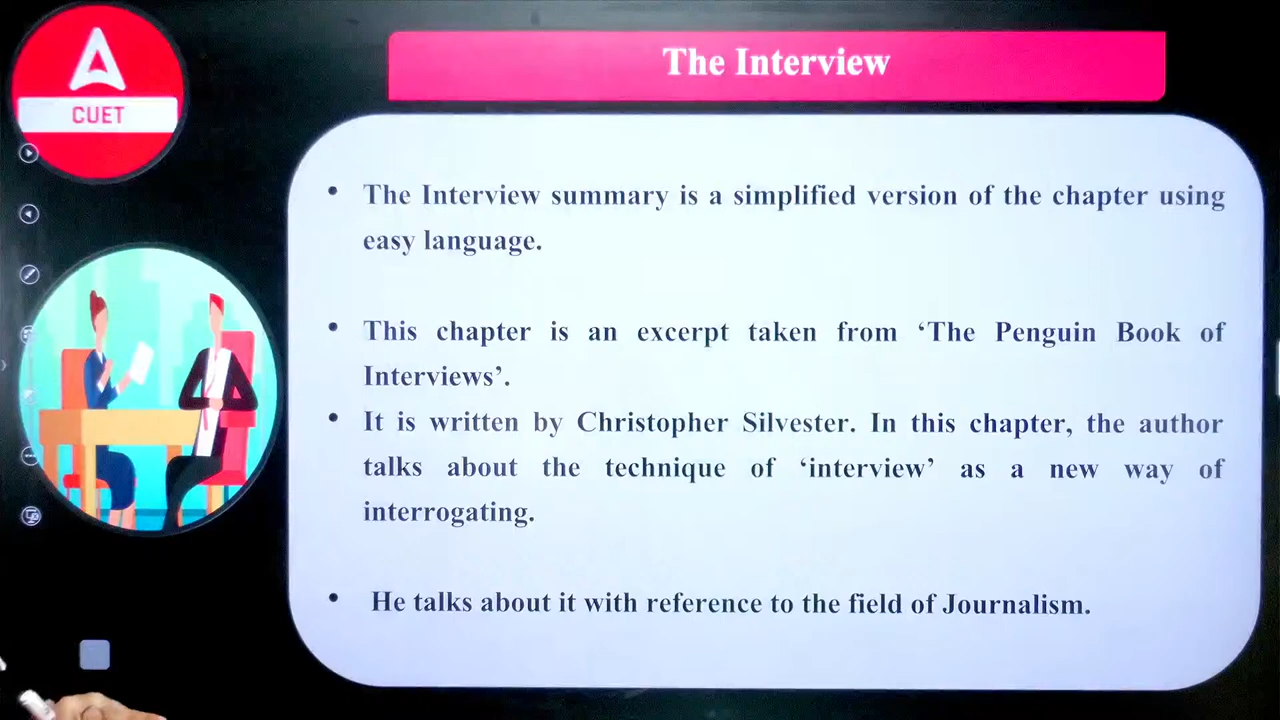 The Interview
CUET
• The Interview summary is a simplified version of the chapter using
easy language.
• This chapter is an excerpt taken from ‘The Penguin Book of
Interviews’.
• It is written by Christopher Silvester. In this chapter, the author
talks about the technique of ‘interview’ as a new way of
interrogating.
• He talks about it with reference to the field of Journalism.